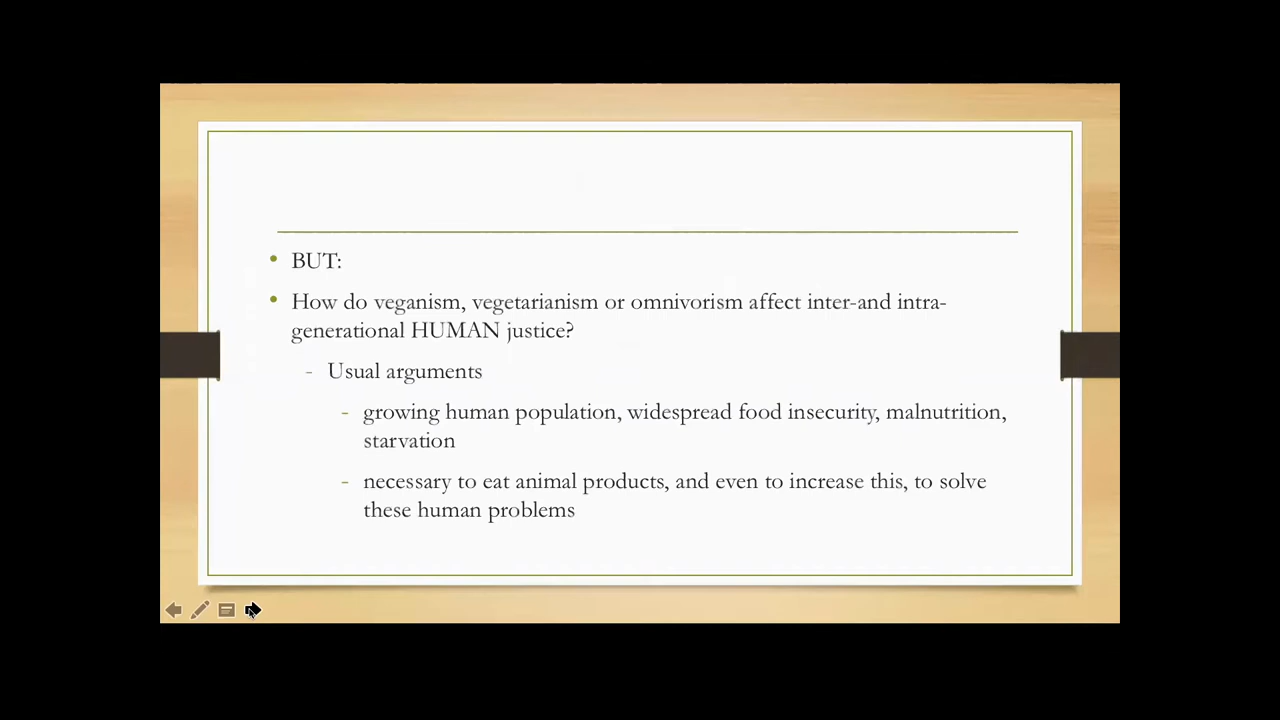 • BUT:
• How do veganism, vegetarianism or omnivorism affect inter-and intra-
generational HUMAN justice?
- Usual arguments
- growing human population, widespread food insecurity, malnutrition,
starvation
- necessary to eat animal products, and even to increase this, to solve
these human problems